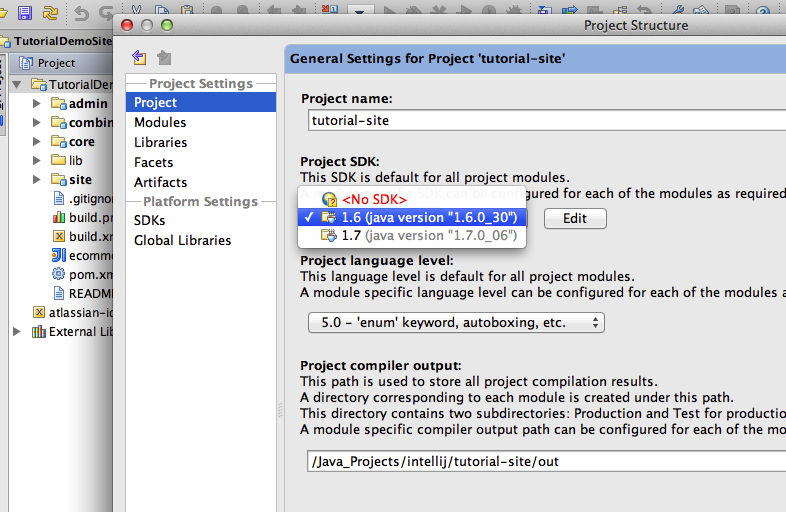 Project Structure
TutorialDemoSite
Project
TutorialDem
admin
combin
core
lib
site
.gitignor
build.pr
build.xm
ecomme
pom.xm
README
atlassian-id
External Lib
Project Settings
Project
Modules
Libraries
Facets
Artifacts
Platform Settings
SDKs
Global Libraries
General Settings for Project 'tutorial-site'
Project name:
tutorial-site
Project SDK:
This SDK is default for all project modules.
SDK can be configured for each of the modules as required
<No SDK>
1.6 (java version "1.6.0_30")
1.7 (java version "1.7.0_06")
Edit
Project language level:
This language level is default for all project modules.
A module specific language level can be configured for each of the modules a
5.0 - 'enum' keyword, autoboxing, etc.
Project compiler output:
This path is used to store all project compilation results.
A directory corresponding to each module is created under this path.
This directory contains two subdirectories: Production and Test for production
A module specific compiler output path can be configured for each of the mo
/Java_Projects/intellij/tutorial-site/out